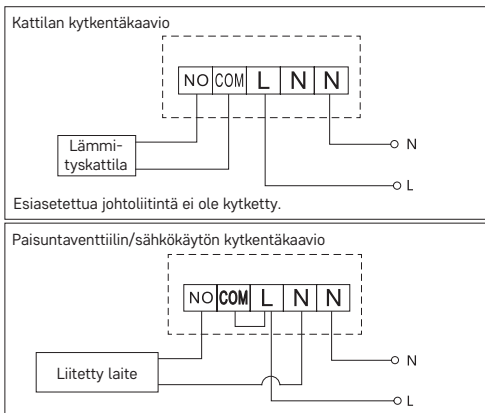 Kattilan kytkentäkaavio
NO COM L N N
Lämmi-
tyskattila
N
L
Esiasetettua johtoliitintä ei ole kytketty.
Paisuntaventtiilin/sähkökäytön kytkentäkaavio
NO COM L N N
Liitetty laite
N
L